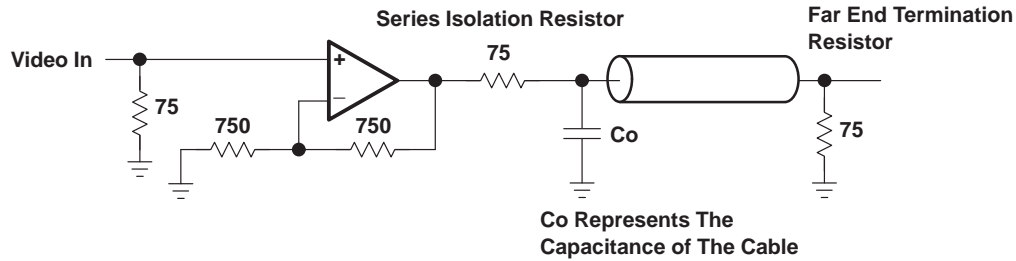 Series Isolation Resistor
Far End Termination
Resistor
Video In
75
+
−
75
750
750
Co
75
Co Represents The
Capacitance of The Cable